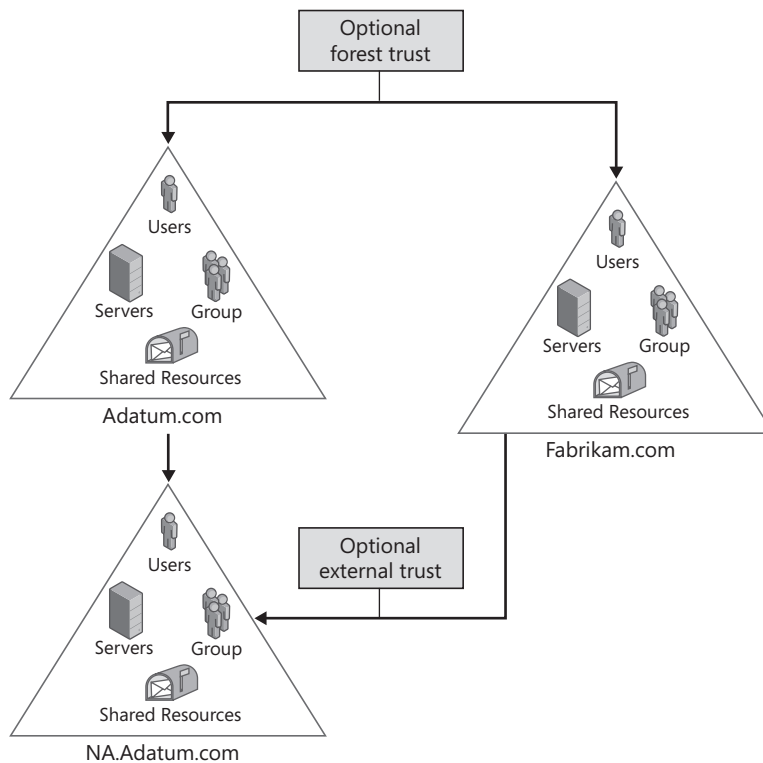 Optional
forest trust
Users
Servers
Group
Shared Resources
Adatum.com
Users
Servers
Group
Shared Resources
Fabrikam.com
Optional
external trust
Users
Servers
Group
Shared Resources
NA.Adatum.com